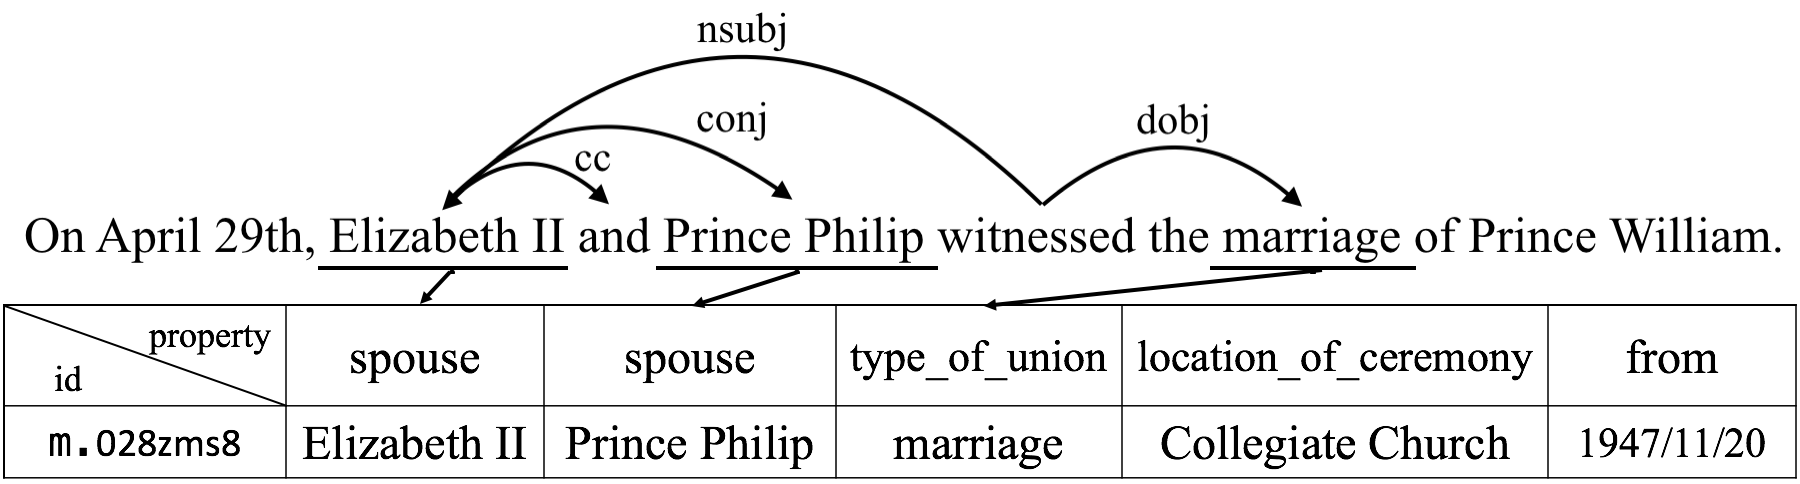 nsubj
conj
dobj
cc
On April 29th, Elizabeth II and Prince Philip witnessed the marriage of Prince William.
property
id
spouse
spouse
type_of_union
location_of_ceremony
from
m.028zms8
Elizabeth II
Prince Philip
marriage
Collegiate Church
1947/11/20